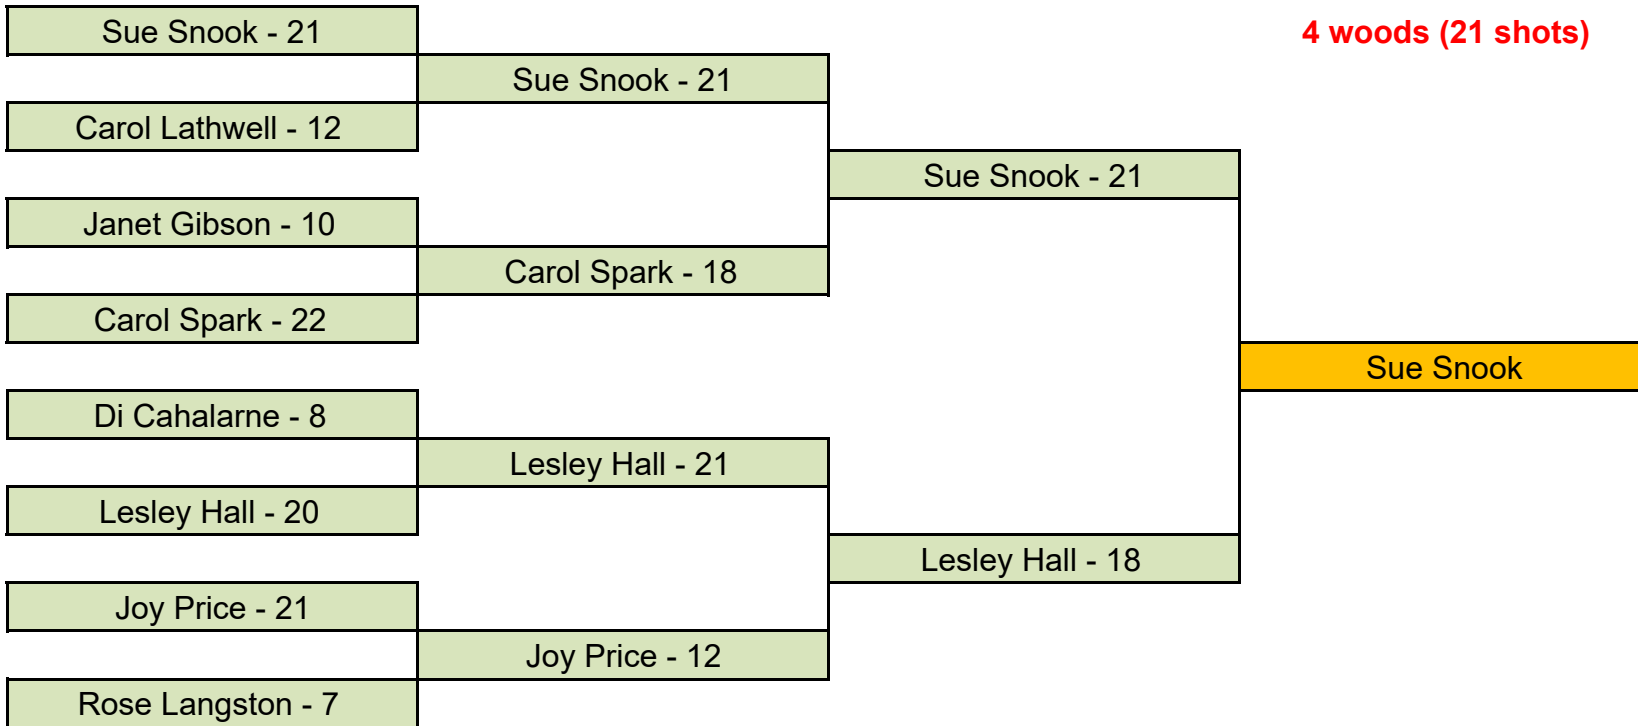 Sue Snook - 21
4 woods (21 shots)
Sue Snook - 21
Carol Lathwell - 12
Sue Snook - 21
Janet Gibson - 10
Carol Spark - 18
Carol Spark - 22
Sue Snook
Di Cahalarne - 8
Lesley Hall - 21
Lesley Hall - 20
Lesley Hall - 18
Joy Price - 21
Joy Price - 12
Rose Langston - 7